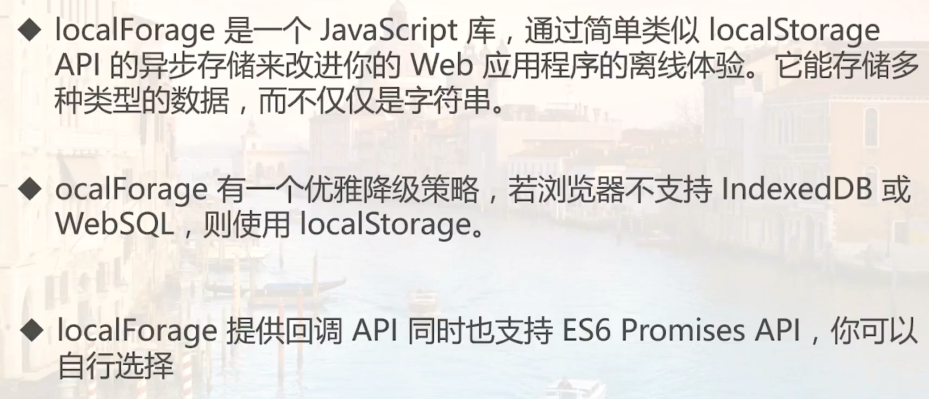 ◆ localForage 是一个 JavaScript 库，通过简单类似 localStorage
API 的异步存储来改进你的 Web 应用程序的离线体验。它能存储多
种类型的数据，而不仅仅是字符串。
◆ ocalForage 有一个优雅降级策略，若浏览器不支持 IndexedDB 或
WebSQL，则使用 localStorage。
◆ localForage 提供回调 API 同时也支持 ES6 Promises API，你可以
自行选择